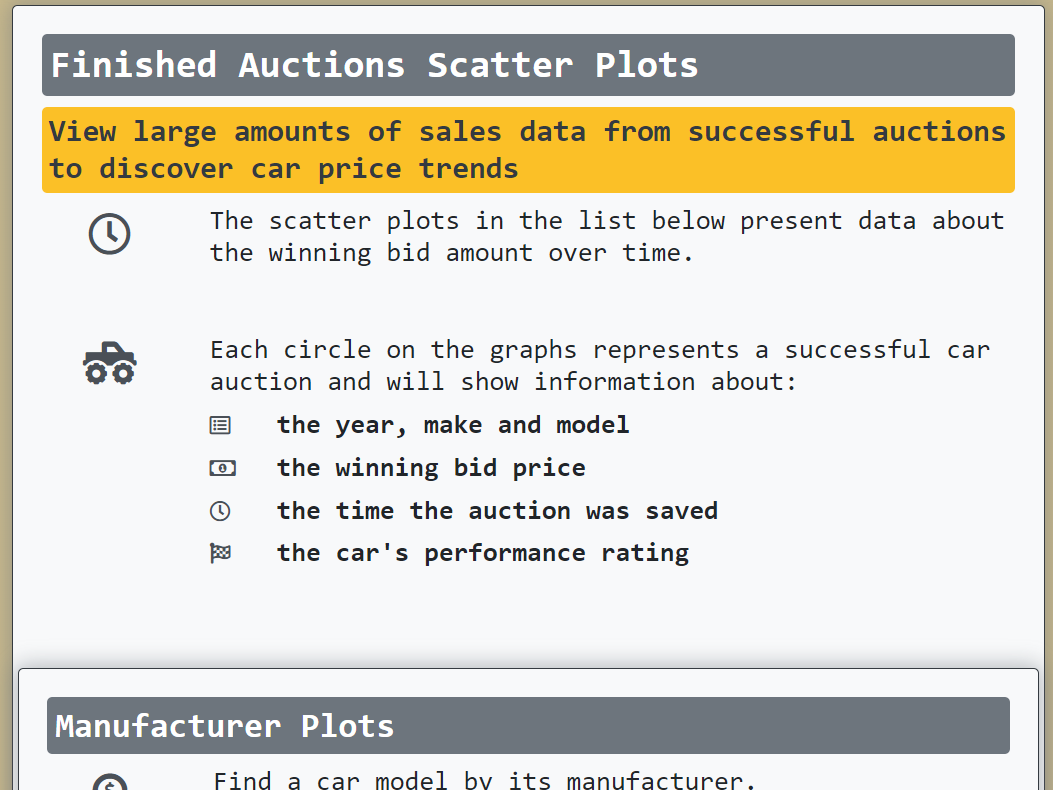 Finished Auctions Scatter Plots
View large amounts of sales data from successful auctions
to discover car price trends
The scatter plots in the list below present data about
the winning bid amount over time.
Each circle on the graphs represents a successful car
auction and will show information about:
the year, make and model
the winning bid price
the time the auction was saved
the car's performance rating
Manufacturer Plots
Find a car model by its manufacturer.